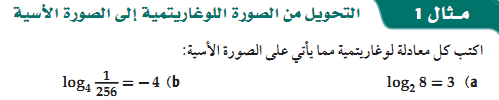 مـثـال 1 التحويل من الصورة اللوغاريتمية إلى الصورة الأسية
اكتب كل معادلة لوغاريتمية مما يأتي على الصورة الأسية:
a) log₂ 8 = 3 b) log₄ 1/256 = −4